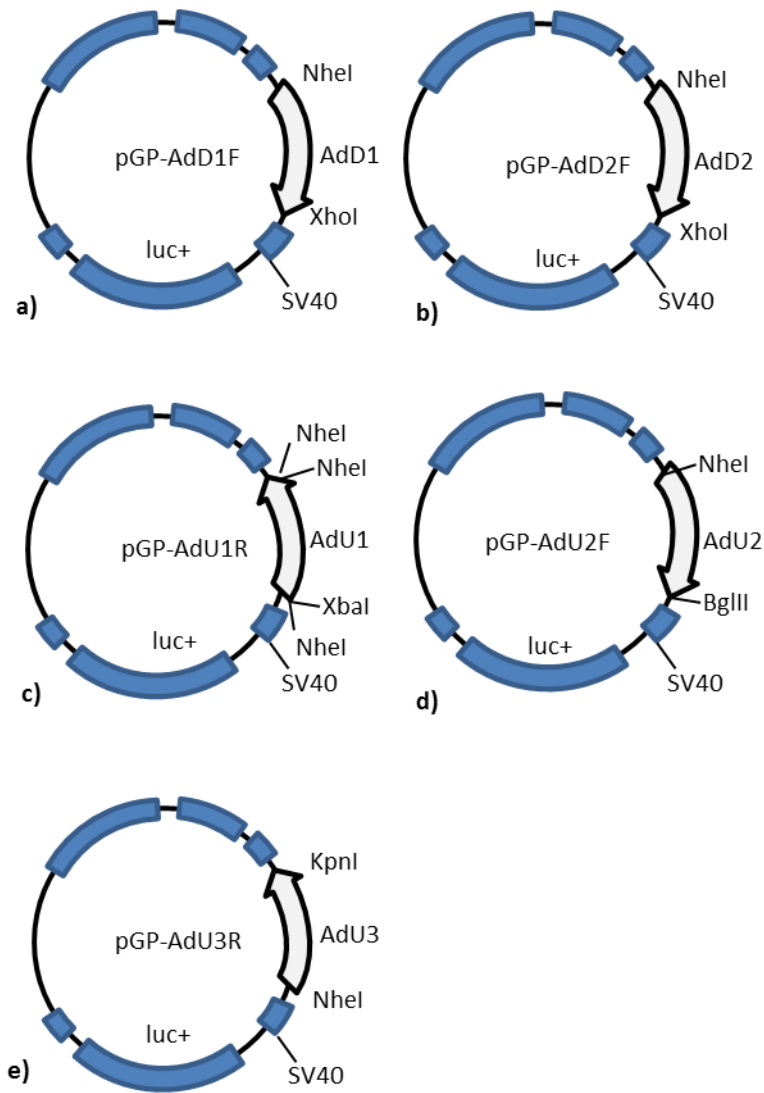 NheI
pGP-AdD1F
AdD1
XhoI
luc+
SV40
a)
NheI
pGP-AdD2F
AdD2
XhoI
luc+
SV40
b)
NheI
NheI
pGP-AdU1R
AdU1
XbaI
luc+
NheI
SV40
c)
NheI
pGP-AdU2F
AdU2
BglII
luc+
SV40
d)
KpnI
pGP-AdU3R
AdU3
NheI
luc+
SV40
e)